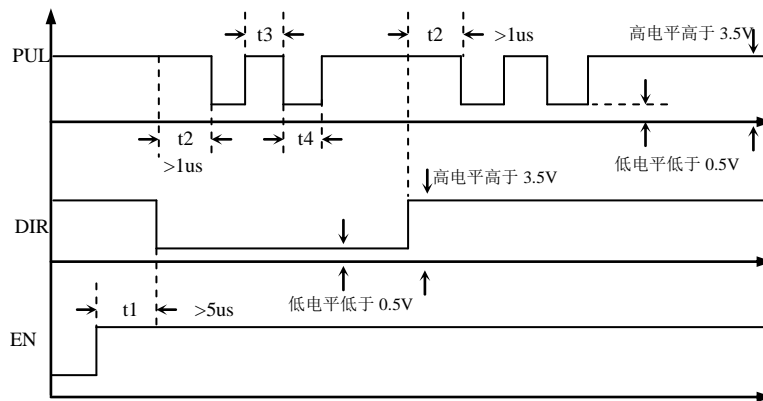 t3
t2
>1us
高电平高于 3.5V
PUL
t2
t4
>1us
低电平低于 0.5V
高电平高于 3.5V
DIR
t1
>5us
低电平低于 0.5V
EN